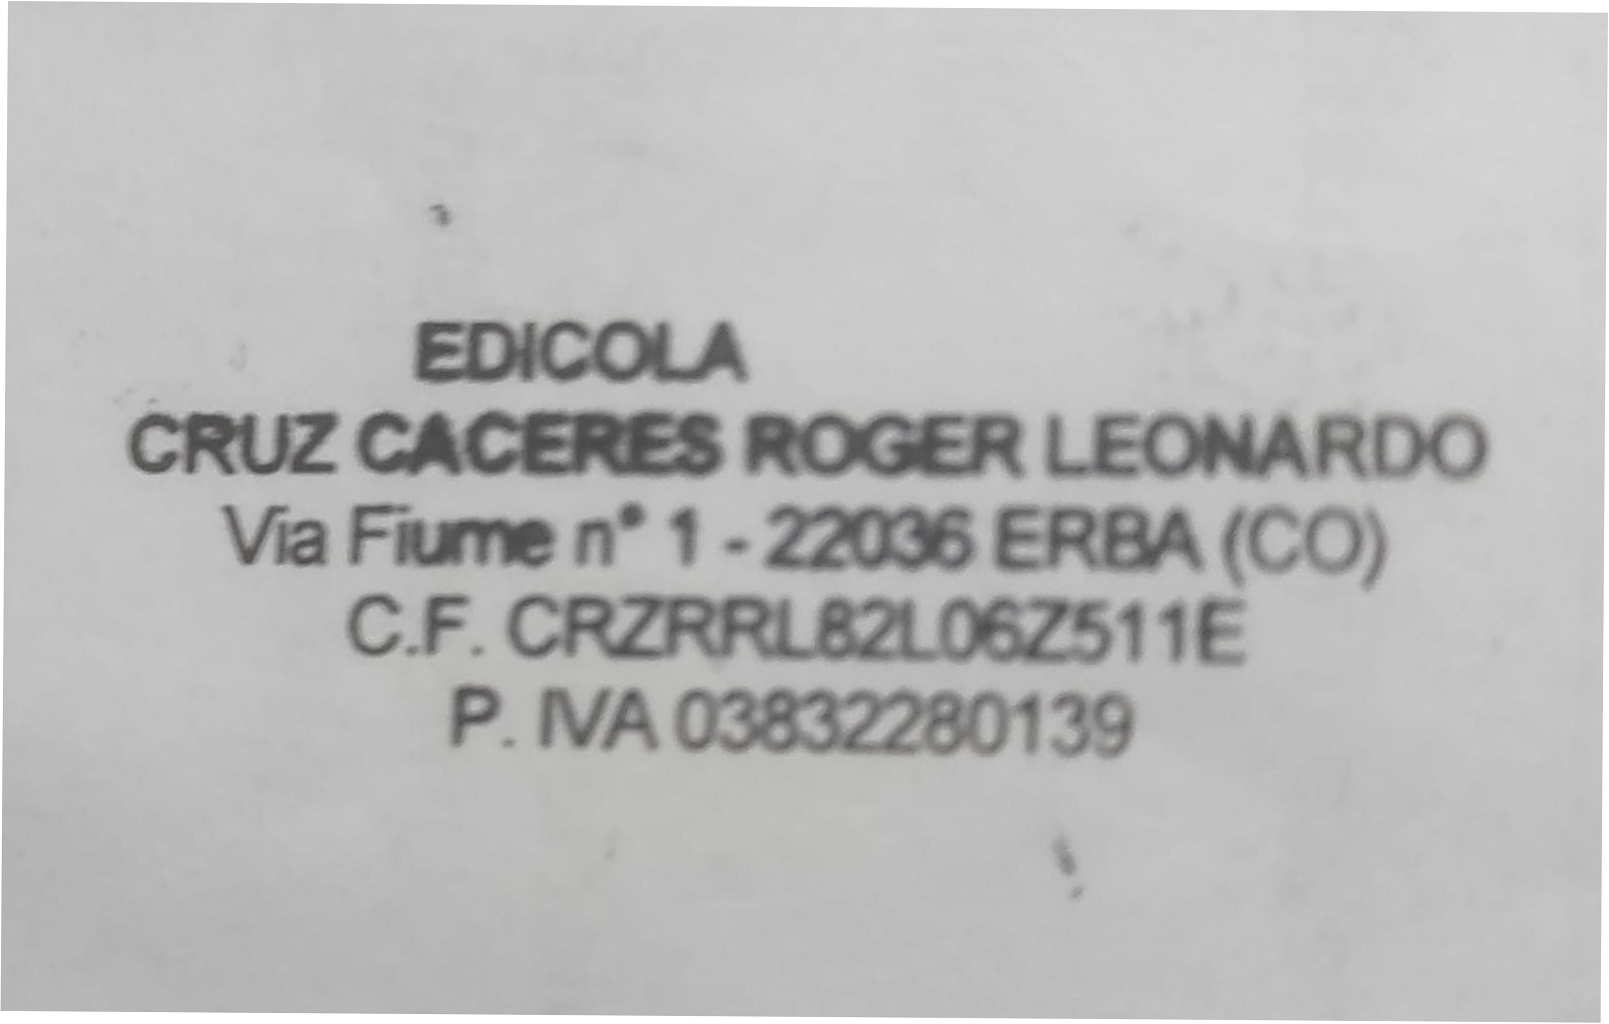 EDICOLA
CRUZ CACERES ROGER LEONARDO
Via Fiume n° 1 - 22036 ERBA (CO)
C.F. CRZRRL82L06Z511E
P. IVA 03832280139